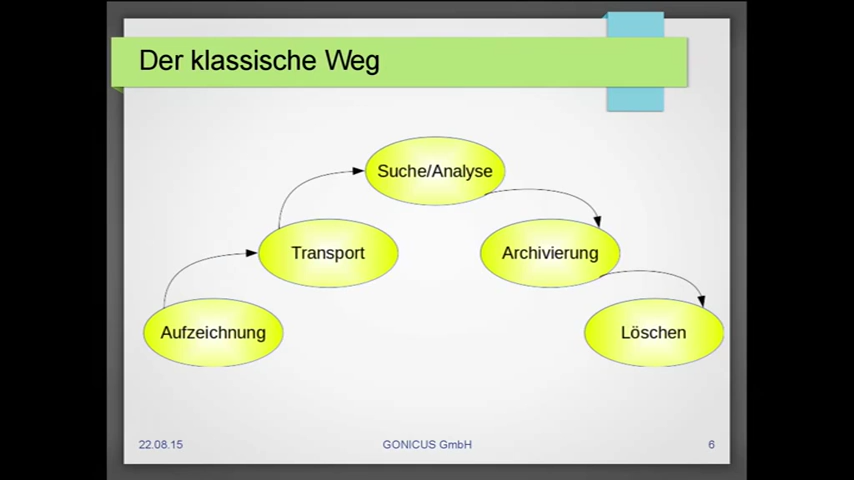 Der klassische Weg
Suche/Analyse
Transport
Archivierung
Aufzeichnung
Löschen
22.08.15
GONICUS GmbH
6